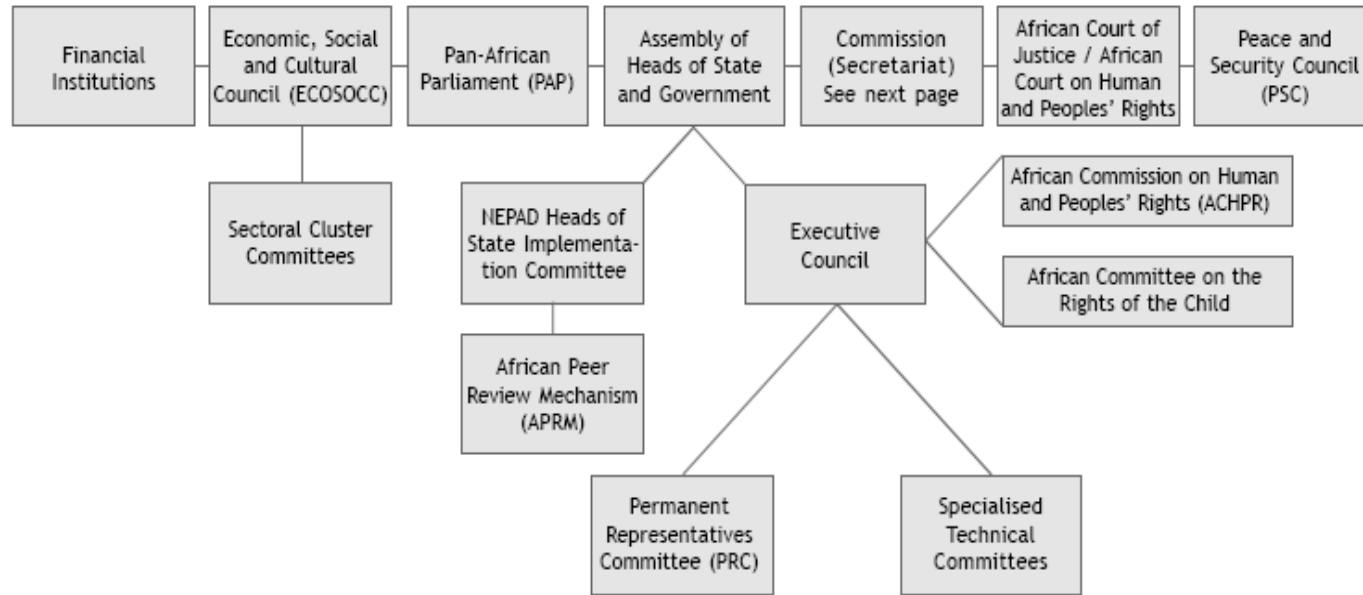 Financial
Institutions
Economic, Social
and Cultural
Council (ECOSOCC)
Pan-African
Parliament (PAP)
Assembly of
Heads of State
and Government
Commission
(Secretariat)
See next page
African Court of
Justice / African
Court on Human
and Peoples' Rights
Peace and
Security Council
(PSC)
Sectoral Cluster
Committees
NEPAD Heads of
State Implementa-
tion Committee
Executive
Council
African Commission on Human
and Peoples' Rights (ACHPR)
African Committee on the
Rights of the Child
African Peer
Review Mechanism
(APRM)
Permanent
Representatives
Committee (PRC)
Specialised
Technical
Committees